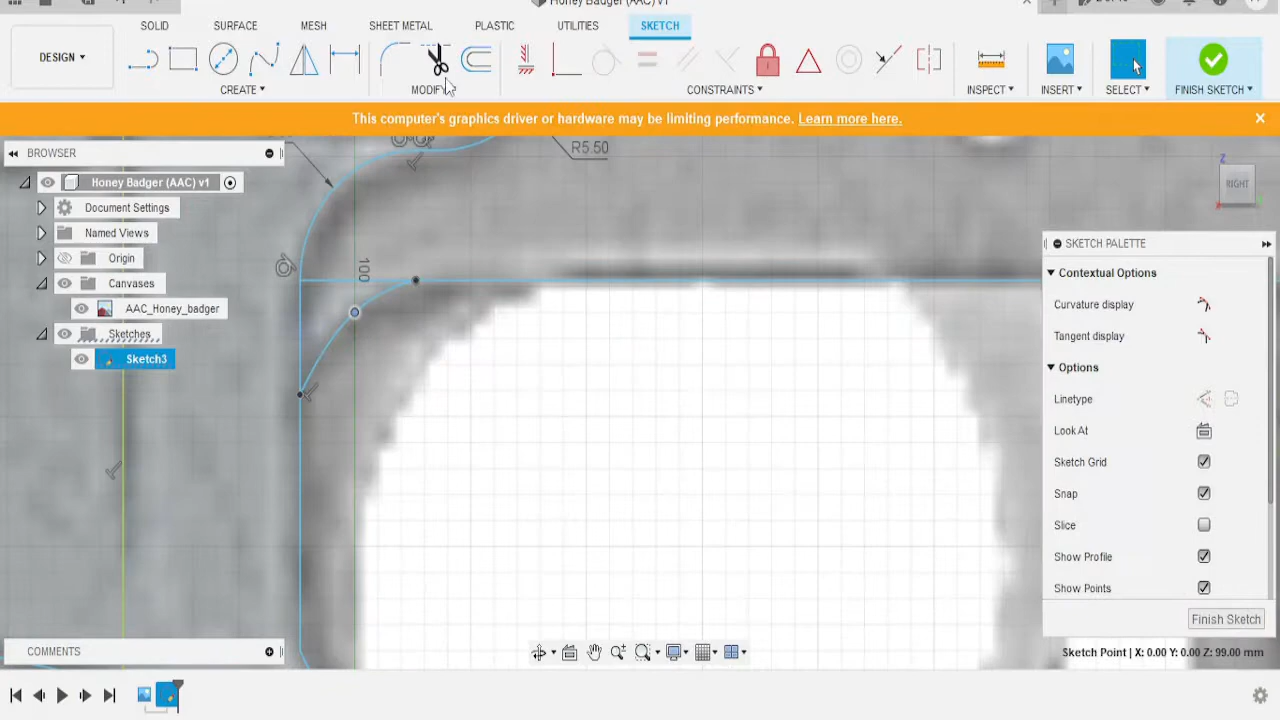 Honey Badger (AAC) v1
SOLID
SURFACE
MESH
SHEET METAL
PLASTIC
UTILITIES
SKETCH
DESIGN
CREATE
MODIFY
CONSTRAINTS
INSPECT
INSERT
SELECT
FINISH SKETCH
This computer's graphics driver or hardware may be limiting performance. Learn more here.
BROWSER
Honey Badger (AAC) v1
Document Settings
Named Views
Origin
Canvases
AAC_Honey_badger
Sketches
Sketch3
R5.50
100
Z
RIGHT
SKETCH PALETTE
Contextual Options
Curvature display
Tangent display
Options
Linetype
Look At
Sketch Grid
Snap
Slice
Show Profile
Show Points
Finish Sketch
COMMENTS
Sketch Point | X: 0.00 Y: 0.00 Z: 99.00 mm